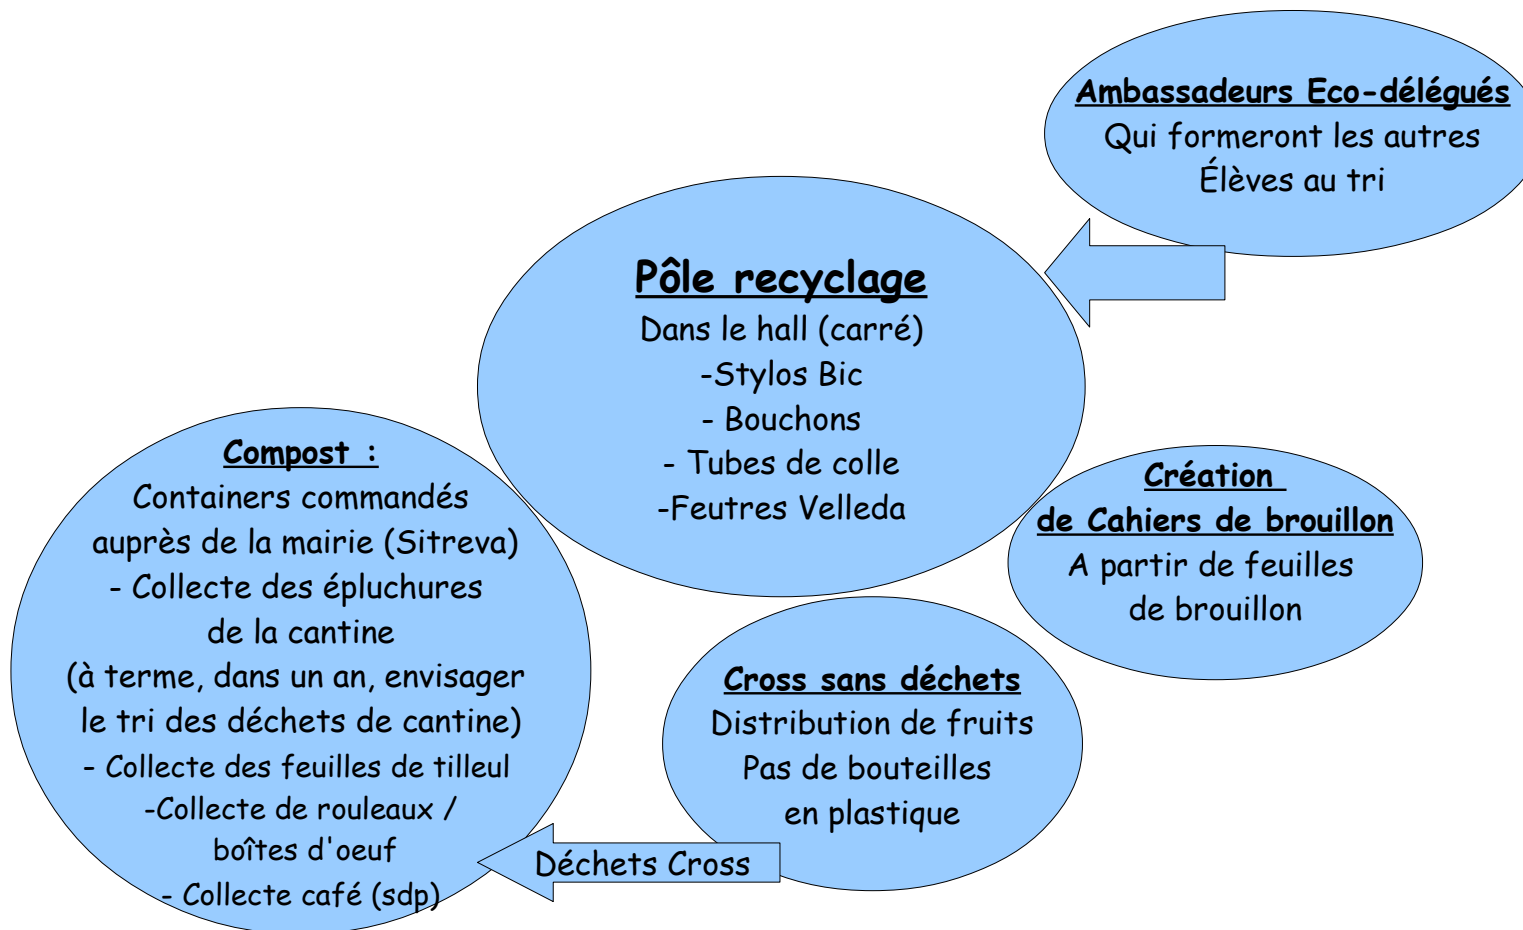 Ambassadeurs Eco-délégués
Qui formeront les autres
Élèves au tri
Pôle recyclage
Dans le hall (carré)
-Stylos Bic
- Bouchons
- Tubes de colle
-Feutres Velleda
Compost :
Containers commandés
auprès de la mairie (Sitreva)
- Collecte des épluchures
de la cantine
(à terme, dans un an, envisager
le tri des déchets de cantine)
- Collecte des feuilles de tilleul
-Collecte de rouleaux /
boîtes d'oeuf
- Collecte café (sdp)
Création
de Cahiers de brouillon
A partir de feuilles
de brouillon
Cross sans déchets
Distribution de fruits
Pas de bouteilles
en plastique
Déchets Cross